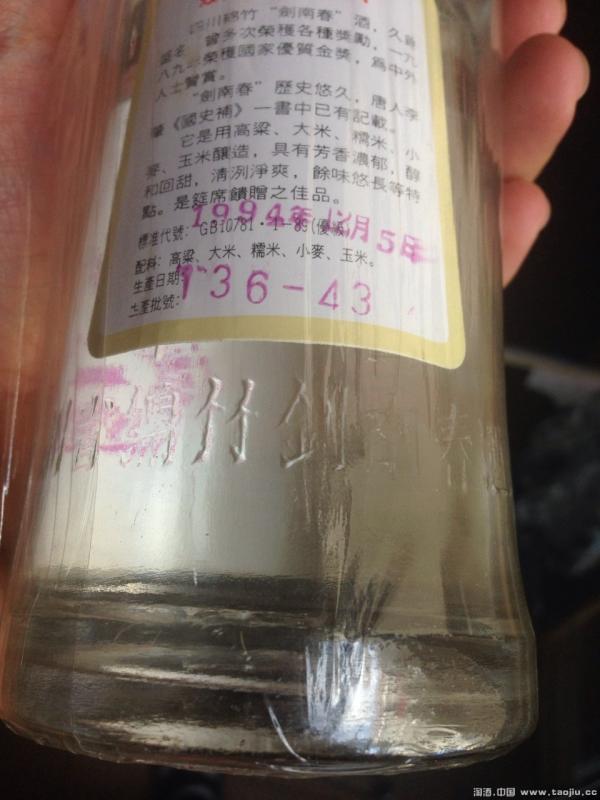 四川綿竹“劍南春”酒，久負
盛名，曾多次榮獲各種獎勵，一九
八九年榮獲國家優質金獎，爲中外
人士贊賞。
“劍南春”歷史悠久，唐人李
肇《國史補》一書中已有記載。
它是用高粱、大米、糯米、小
麥、玉米釀造，具有芳香濃郁，醇
和回甜，清洌淨爽，餘味悠長等特
點。是筵席饋贈之佳品。
1994年12月5日
標准代號：GB10781·1－89(優級)
配料：高粱、大米、糯米、小麥、玉米。
生產日期
生產批號：
136-43
川省綿竹劍南春
淘酒.中国 www.taojiu.cc